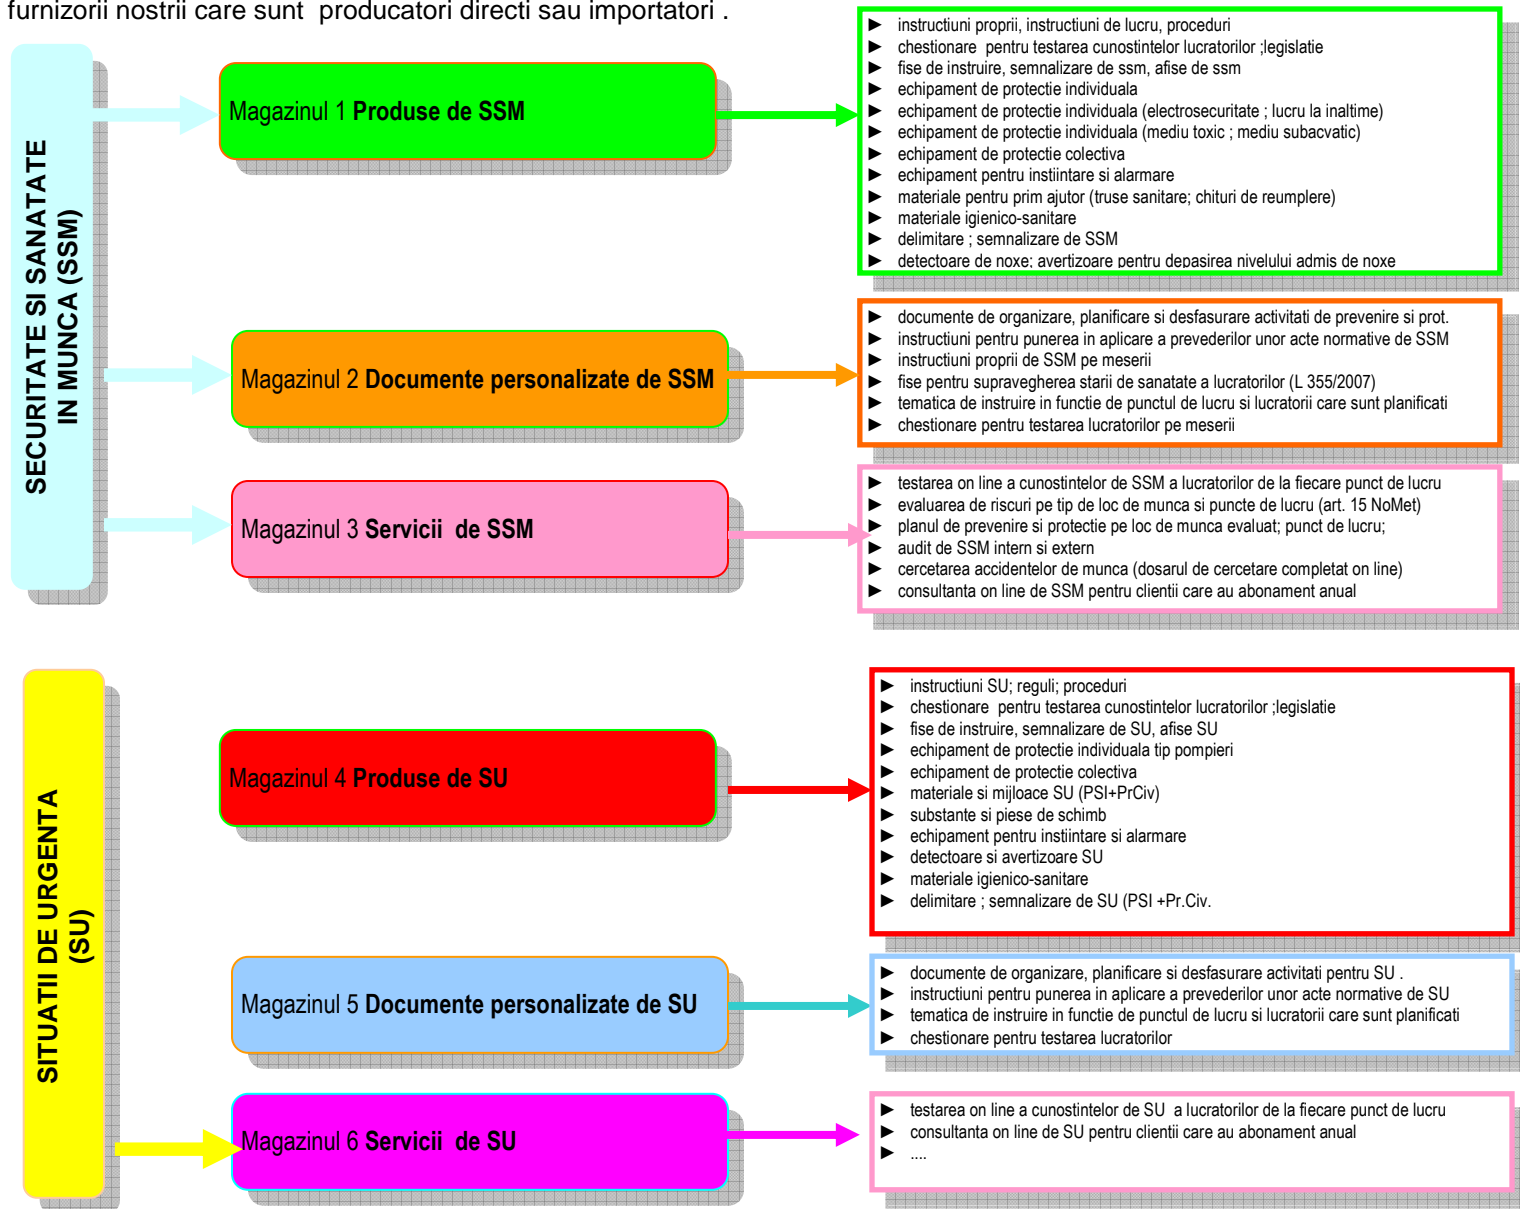 furnizorii nostrii care sunt  producatori directi sau importatori .
SECURITATE SI SANATATE
IN MUNCA (SSM)
Magazinul 1 Produse de SSM
► instructiuni proprii, instructiuni de lucru, proceduri
► chestionare  pentru testarea cunostintelor lucratorilor ;legislatie
► fise de instruire, semnalizare de ssm, afise de ssm
► echipament de protectie individuala
► echipament de protectie individuala (electrosecuritate ; lucru la inaltime)
► echipament de protectie individuala (mediu toxic ; mediu subacvatic)
► echipament de protectie colectiva
► echipament pentru instiintare si alarmare
► materiale pentru prim ajutor (truse sanitare; chituri de reumplere)
► materiale igienico-sanitare
► delimitare ; semnalizare de SSM
► detectoare de noxe; avertizoare pentru depasirea nivelului admis de noxe
Magazinul 2 Documente personalizate de SSM
► documente de organizare, planificare si desfasurare activitati de prevenire si prot.
► instructiuni pentru punerea in aplicare a prevederilor unor acte normative de SSM
► instructiuni proprii de SSM pe meserii
► fise pentru supravegherea starii de sanatate a lucratorilor (L 355/2007)
► tematica de instruire in functie de punctul de lucru si lucratorii care sunt planificati
► chestionare pentru testarea lucratorilor pe meserii
Magazinul 3 Servicii  de SSM
► testarea on line a cunostintelor de SSM a lucratorilor de la fiecare punct de lucru
► evaluarea de riscuri pe tip de loc de munca si puncte de lucru (art. 15 NoMet)
► planul de prevenire si protectie pe loc de munca evaluat; punct de lucru;
► audit de SSM intern si extern
► cercetarea accidentelor de munca (dosarul de cercetare completat on line)
► consultanta on line de SSM pentru clientii care au abonament anual
SITUATII DE URGENTA
(SU)
Magazinul 4 Produse de SU
► instructiuni SU; reguli; proceduri
► chestionare  pentru testarea cunostintelor lucratorilor ;legislatie
► fise de instruire, semnalizare de SU, afise SU
► echipament de protectie individuala tip pompieri
► echipament de protectie colectiva
► materiale si mijloace SU (PSI+PrCiv)
► substante si piese de schimb
► echipament pentru instiintare si alarmare
► detectoare si avertizoare SU
► materiale igienico-sanitare
► delimitare ; semnalizare de SU (PSI +Pr.Civ.
Magazinul 5 Documente personalizate de SU
► documente de organizare, planificare si desfasurare activitati pentru SU .
► instructiuni pentru punerea in aplicare a prevederilor unor acte normative de SU
► tematica de instruire in functie de punctul de lucru si lucratorii care sunt planificati
► chestionare pentru testarea lucratorilor
Magazinul 6 Servicii  de SU
► testarea on line a cunostintelor de SU  a lucratorilor de la fiecare punct de lucru
► consultanta on line de SU pentru clientii care au abonament anual
► ....